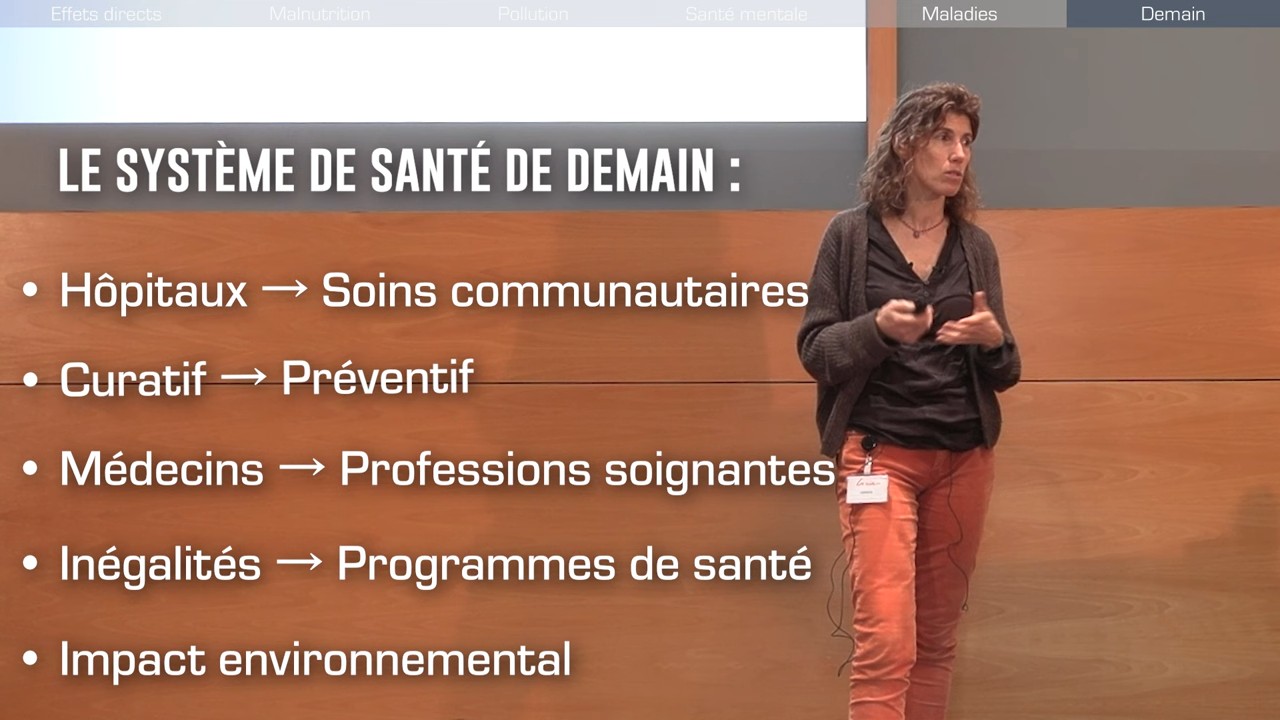 Effets directs
Malnutrition
Pollution
Santé mentale
Maladies
Demain
LE SYSTÈME DE SANTÉ DE DEMAIN :
• Hôpitaux → Soins communautaires
• Curatif → Préventif
• Médecins → Professions soignantes
• Inégalités → Programmes de santé
• Impact environnemental